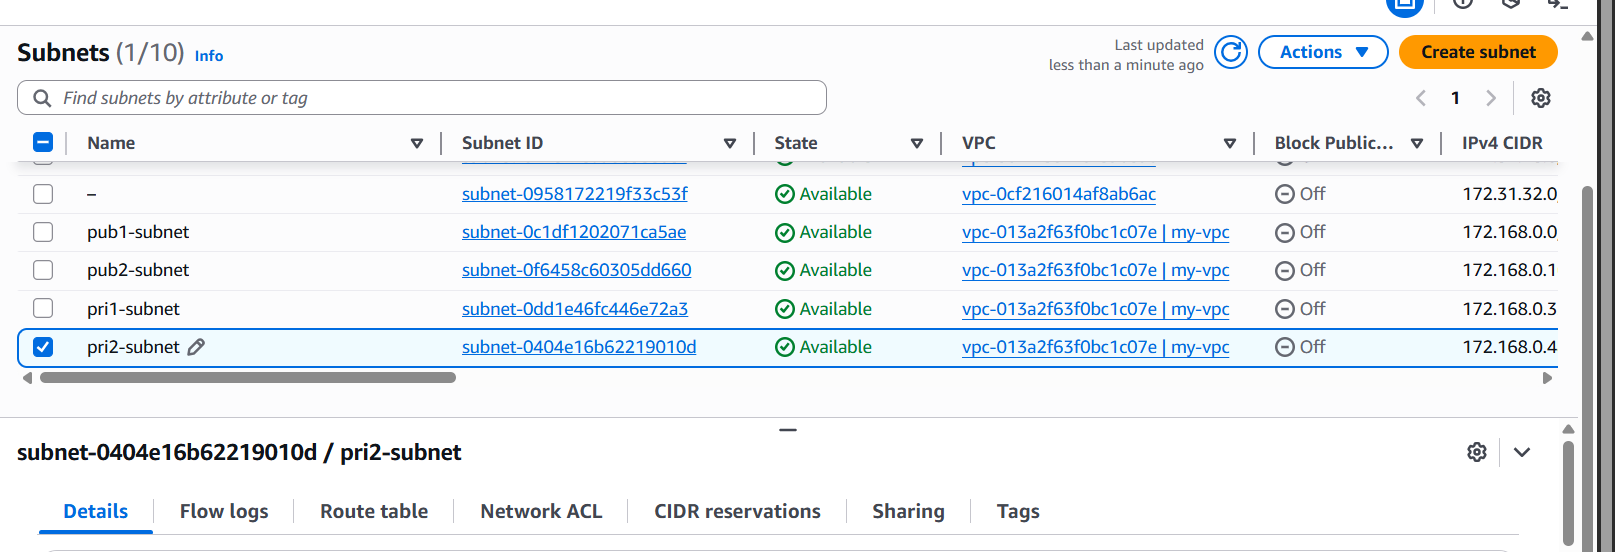 Subnets (1/10) Info
Last updated
less than a minute ago
Actions
Create subnet
Find subnets by attribute or tag
1
Name Subnet ID State VPC Block Public... IPv4 CIDR
– subnet-0958172219f33c53f Available vpc-0cf216014af8ab6ac Off 172.31.32.0
pub1-subnet subnet-0c1df1202071ca5ae Available vpc-013a2f63f0bc1c07e | my-vpc Off 172.168.0.0
pub2-subnet subnet-0f6458c60305dd660 Available vpc-013a2f63f0bc1c07e | my-vpc Off 172.168.0.1
pri1-subnet subnet-0dd1e46fc446e72a3 Available vpc-013a2f63f0bc1c07e | my-vpc Off 172.168.0.3
pri2-subnet subnet-0404e16b62219010d Available vpc-013a2f63f0bc1c07e | my-vpc Off 172.168.0.4
subnet-0404e16b62219010d / pri2-subnet
Details Flow logs Route table Network ACL CIDR reservations Sharing Tags